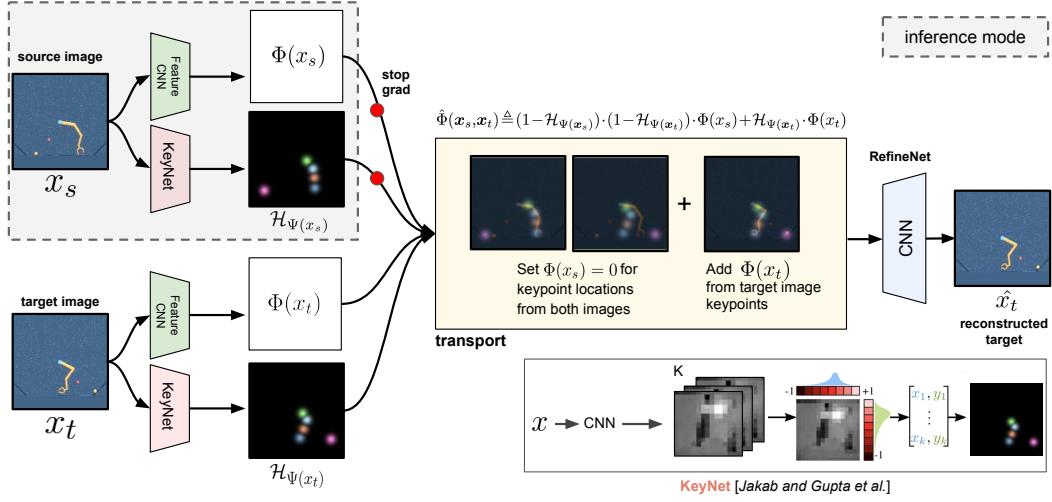 source image
x_s
Feature
CNN
KeyNet
Φ(x_s)
H_Ψ(x_s)
stop
grad
inference mode
Φ̂(x_s,x_t)≜(1−H_Ψ(x_s))·(1−H_Ψ(x_t))·Φ(x_s)+H_Ψ(x_t)·Φ(x_t)
+
Set Φ(x_s) = 0 for
keypoint locations
from both images
Add Φ(x_t)
from target image
keypoints
transport
RefineNet
CNN
x̂_t
reconstructed
target
target image
x_t
Feature
CNN
KeyNet
Φ(x_t)
H_Ψ(x_t)
x
CNN
K
-1
+1
+1
-1
x_1, y_1
⋮
x_k, y_k
KeyNet [Jakab and Gupta et al.]